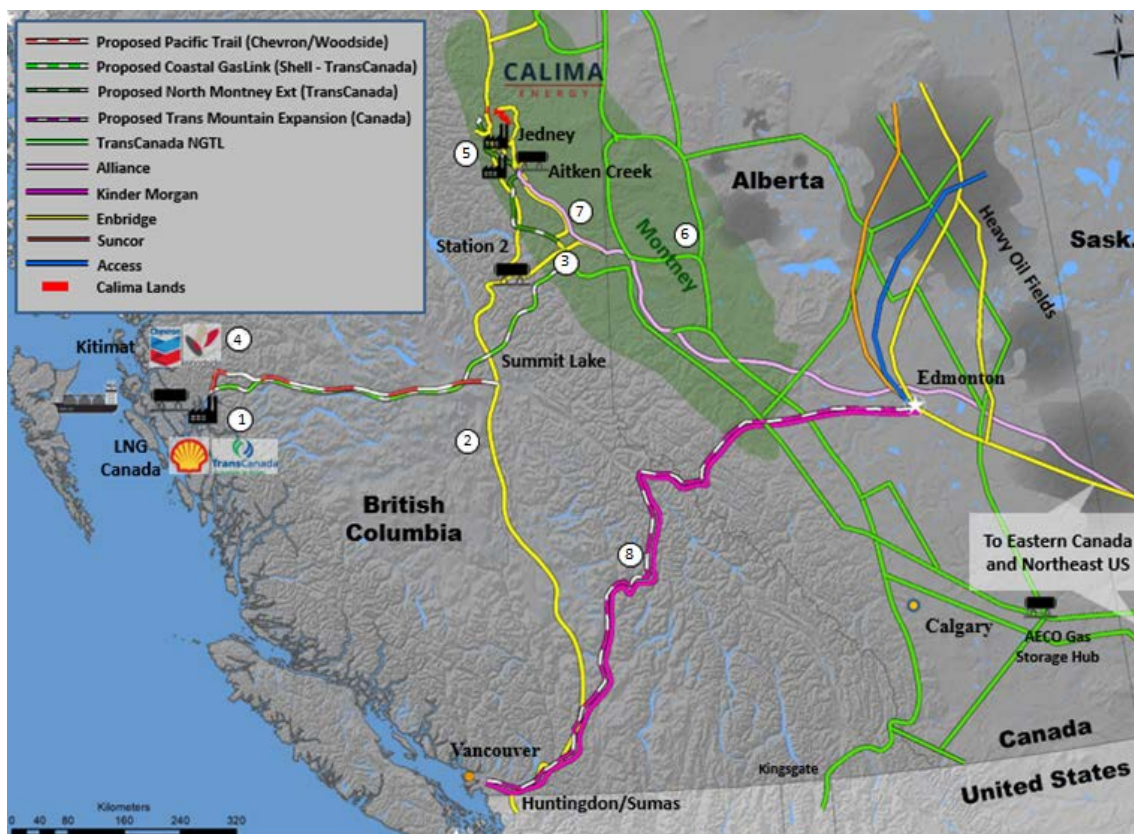 Proposed Pacific Trail (Chevron/Woodside)
Proposed Coastal GasLink (Shell - TransCanada)
Proposed North Montney Ext (TransCanada)
Proposed Trans Mountain Expansion (Canada)
TransCanada NGTL
Alliance
Kinder Morgan
Enbridge
Suncor
Access
Calima Lands
N
CALIMA
ENERGY
Jedney
5
Aitken Creek
Alberta
7
6
Montney
Station 2
3
Heavy Oil Fields
Sask.
Kitimat
Chevron
4
Summit Lake
Edmonton
1
2
LNG
Canada
TransCanada
British
Columbia
8
To Eastern Canada
and Northeast US
Calgary
AECO Gas
Storage Hub
Vancouver
Kingsgate
Canada
United States
Huntingdon/Sumas
Kilometers
0 40 80 160 240 320